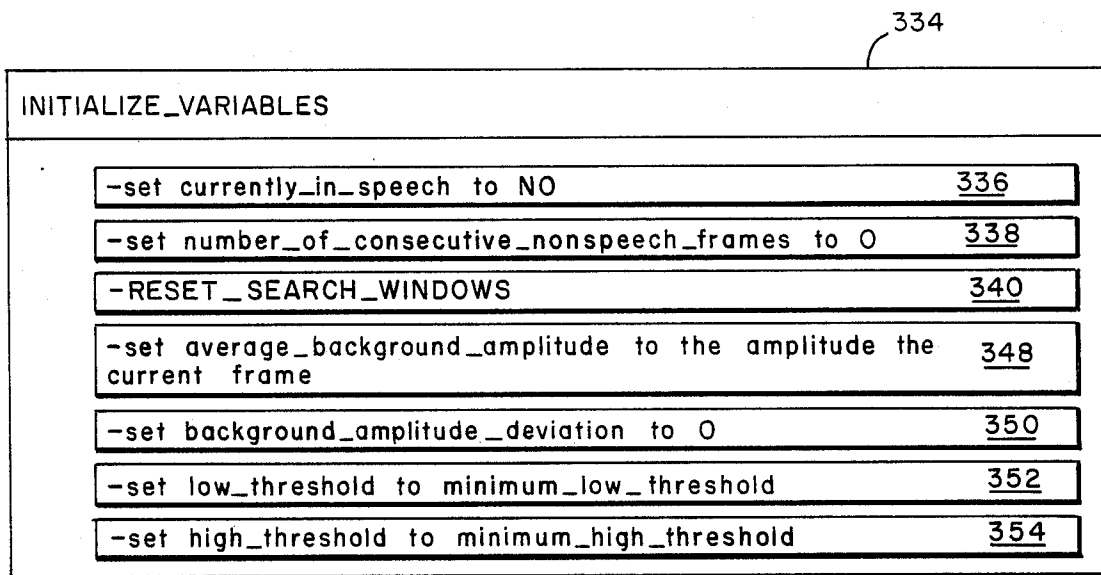 334
INITIALIZE_VARIABLES
-set currently_in_speech to NO 336
-set number_of_consecutive_nonspeech_frames to 0 338
-RESET_SEARCH_WINDOWS 340
-set average_background_amplitude to the amplitude the 348
current frame
-set background_amplitude_deviation to 0 350
-set low_threshold to minimum_low_threshold 352
-set high_threshold to minimum_high_threshold 354